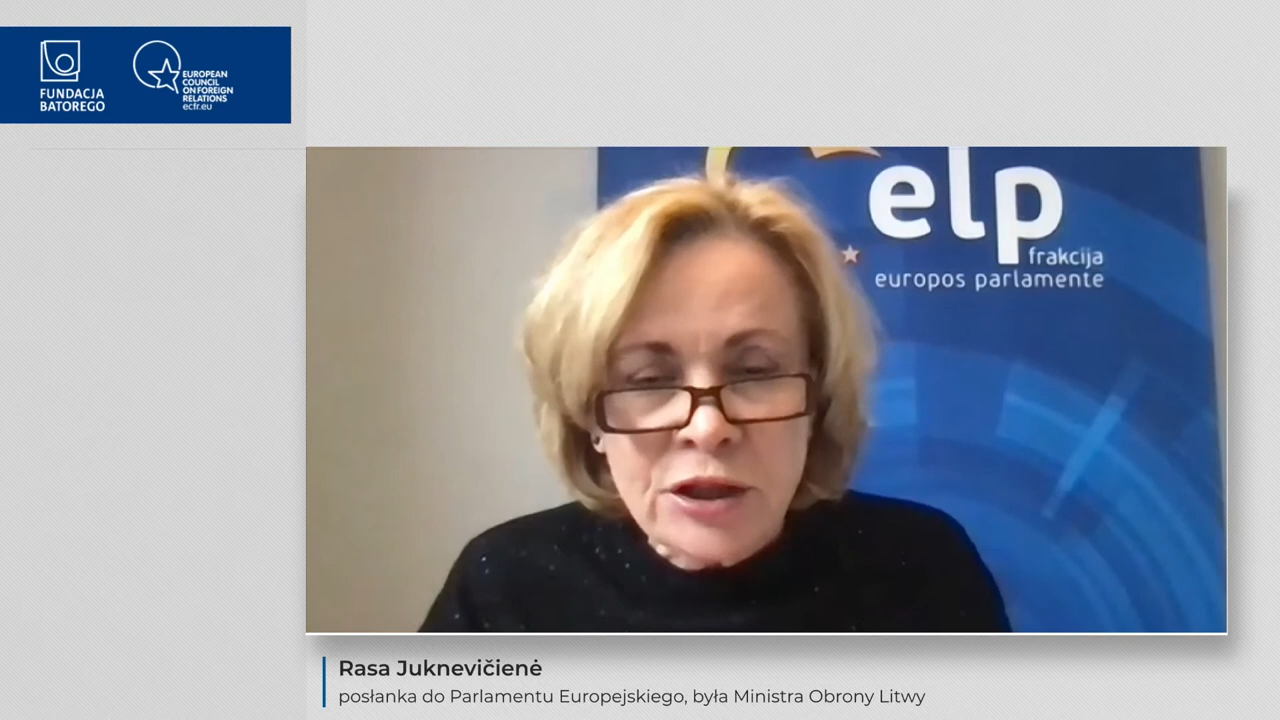 FUNDACJA
BATOREGO
EUROPEAN
COUNCIL
ON FOREIGN
RELATIONS
ecfr.eu
elp
frakcija
europos parlamente
Rasa Juknevičienė
posłanka do Parlamentu Europejskiego, była Ministra Obrony Litwy